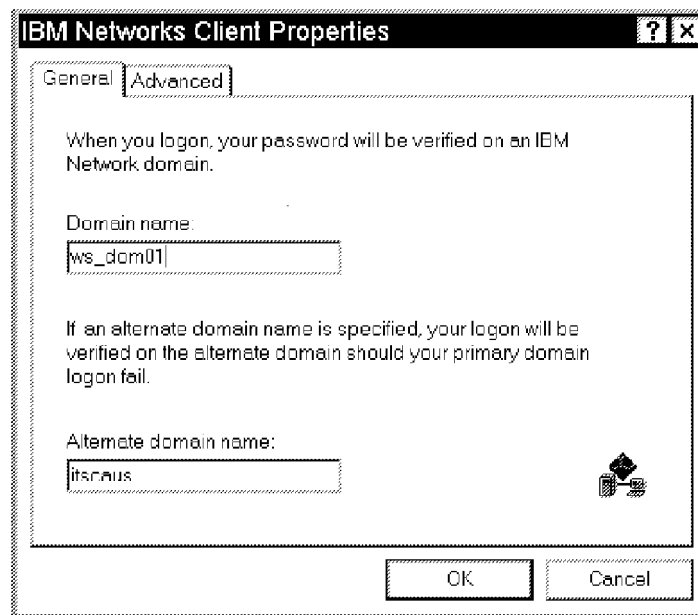 IBM Networks Client Properties ? ×
General Advanced
When you logon, your password will be verified on an IBM
Network domain.
Domain name:
ws_dom01
If an alternate domain name is specified, your logon will be
verified on the alternate domain should your primary domain
logon fail.
Alternate domain name:
itscaus
OK Cancel